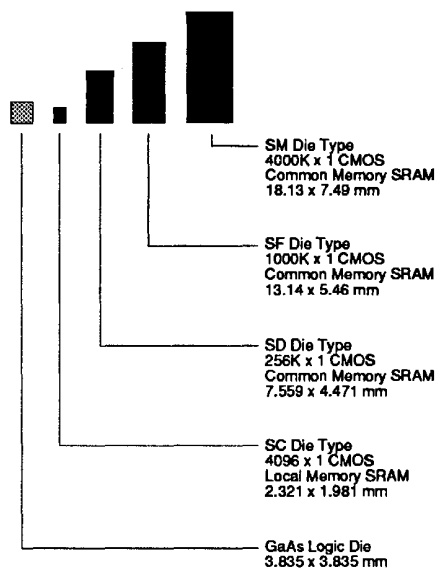 SM Die Type
4000K x 1 CMOS
Common Memory SRAM
18.13 x 7.49 mm
SF Die Type
1000K x 1 CMOS
Common Memory SRAM
13.14 x 5.46 mm
SD Die Type
256K x 1 CMOS
Common Memory SRAM
7.559 x 4.471 mm
SC Die Type
4096 x 1 CMOS
Local Memory SRAM
2.321 x 1.981 mm
GaAs Logic Die
3.835 x 3.835 mm